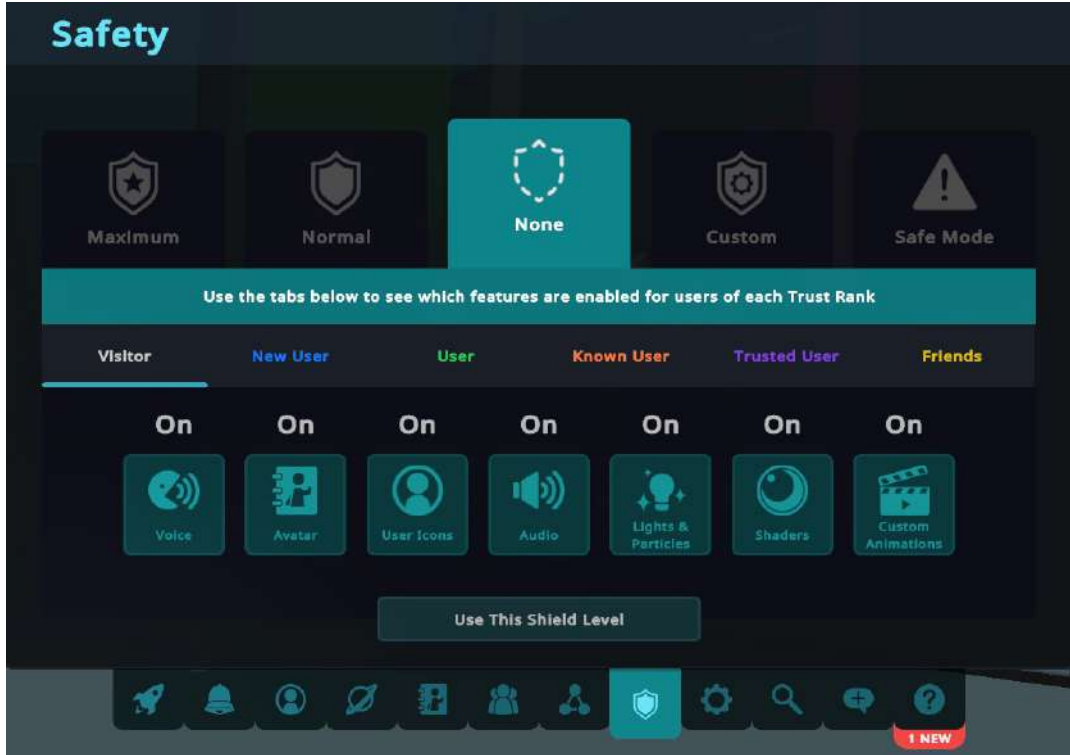 Safety
Maximum
Normal
None
Custom
Safe Mode
Use the tabs below to see which features are enabled for users of each Trust Rank
Visitor
New User
User
Known User
Trusted User
Friends
On
On
On
On
On
On
On
Voice
Avatar
User Icons
Audio
Lights &
Particles
Shaders
Custom
Animations
Use This Shield Level
1 NEW